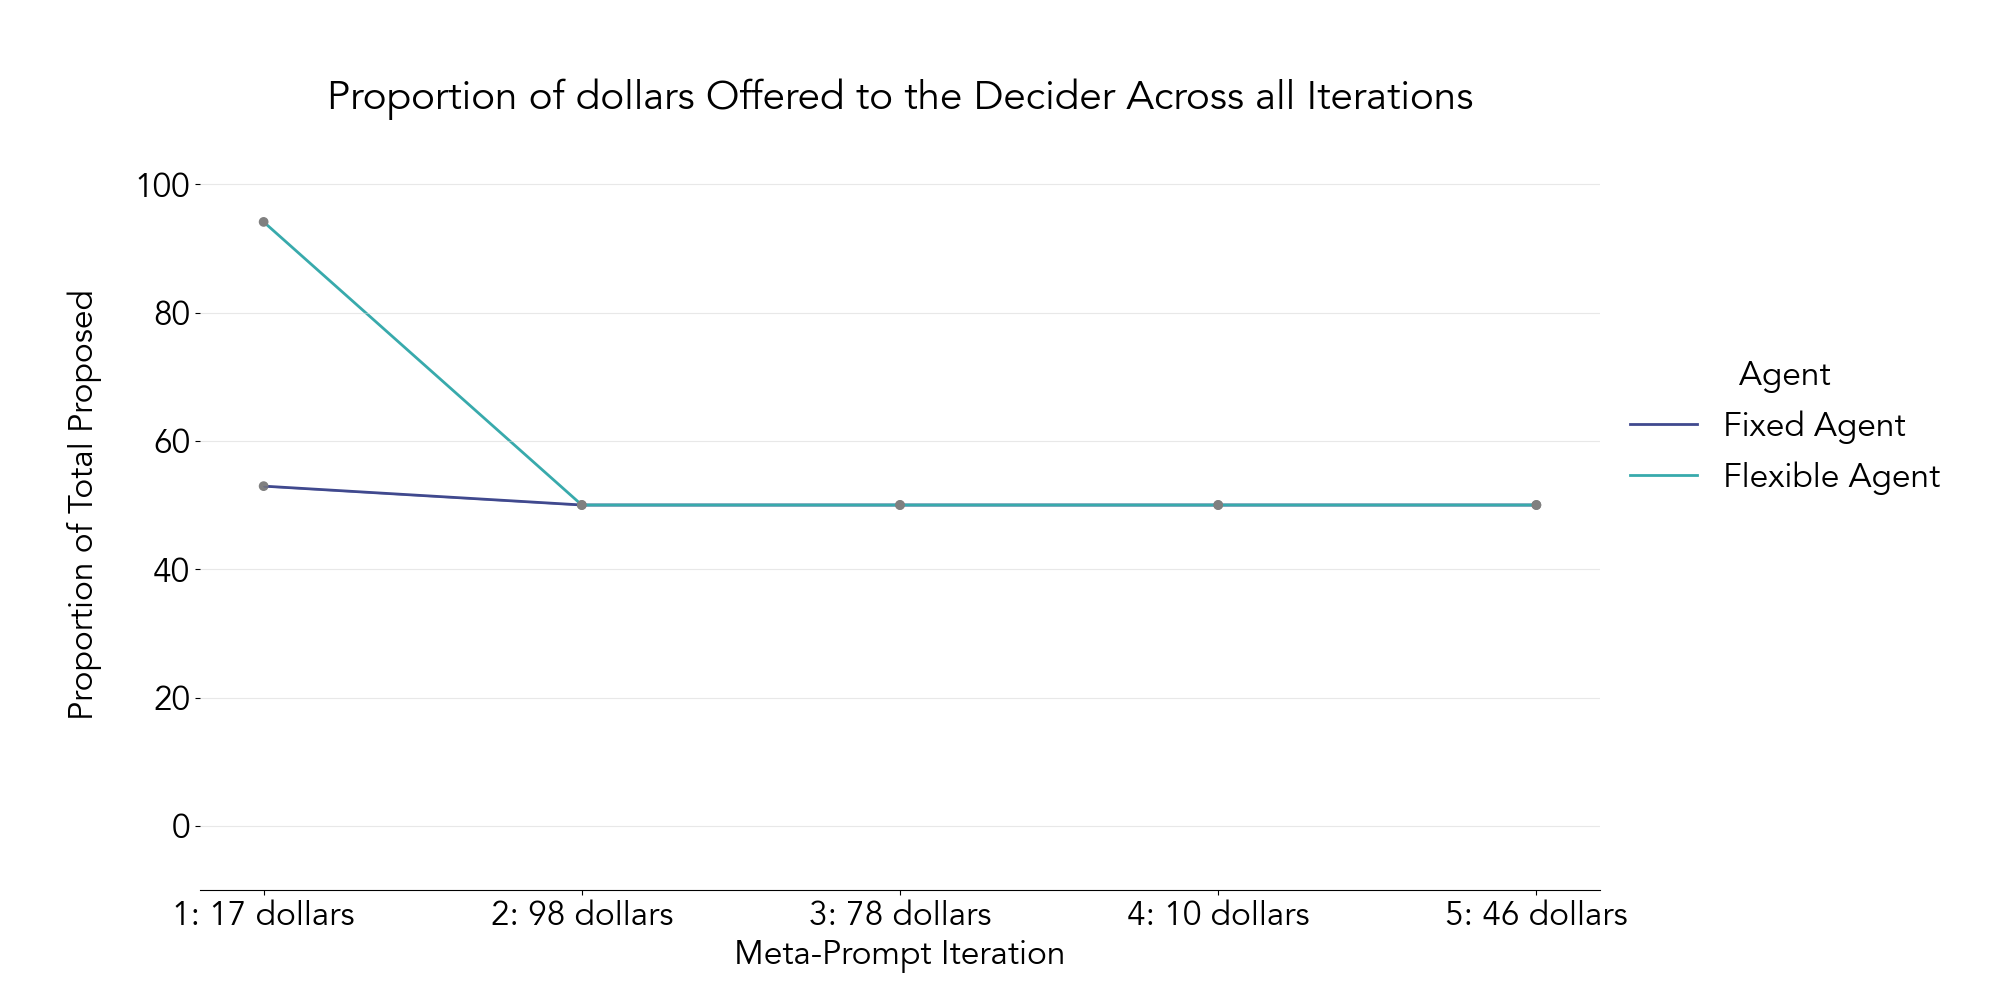 Proportion of dollars Offered to the Decider Across all Iterations
Proportion of Total Proposed
100
80
60
40
20
0
1: 17 dollars
2: 98 dollars
3: 78 dollars
4: 10 dollars
5: 46 dollars
Meta-Prompt Iteration
Agent
Fixed Agent
Flexible Agent